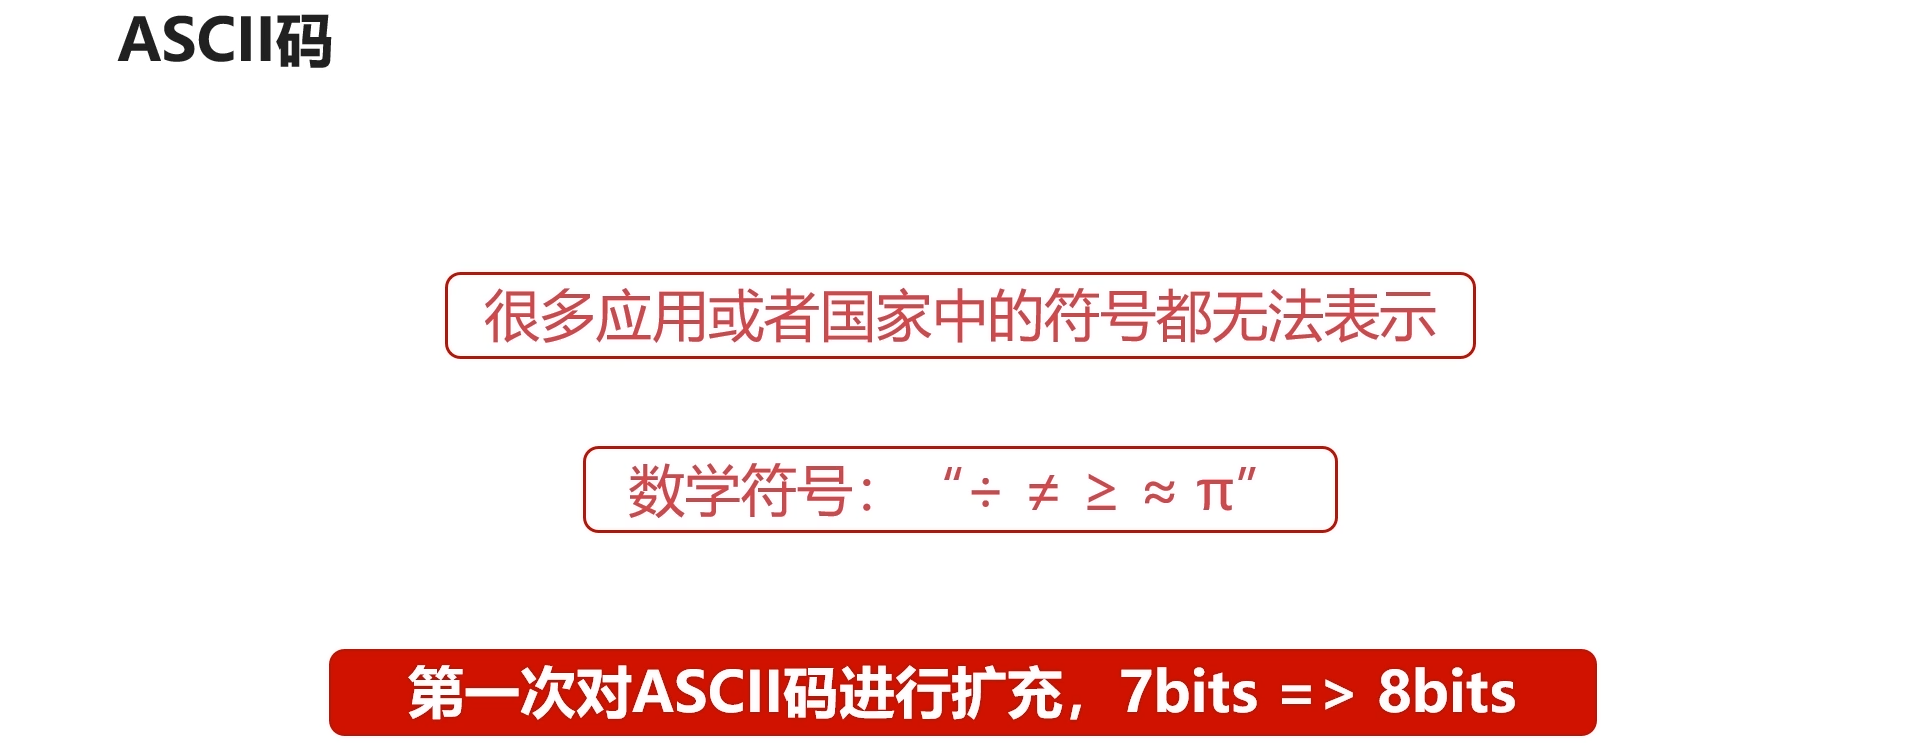 ASCII码
很多应用或者国家中的符号都无法表示
数学符号：“÷ ≠ ≥ ≈ π”
第一次对ASCII码进行扩充，7bits => 8bits